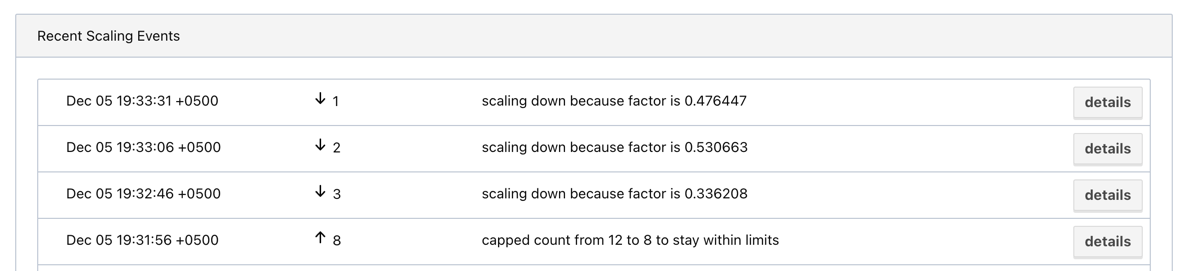 Recent Scaling Events
Dec 05 19:33:31 +0500 ↓ 1 scaling down because factor is 0.476447 details
Dec 05 19:33:06 +0500 ↓ 2 scaling down because factor is 0.530663 details
Dec 05 19:32:46 +0500 ↓ 3 scaling down because factor is 0.336208 details
Dec 05 19:31:56 +0500 ↑ 8 capped count from 12 to 8 to stay within limits details